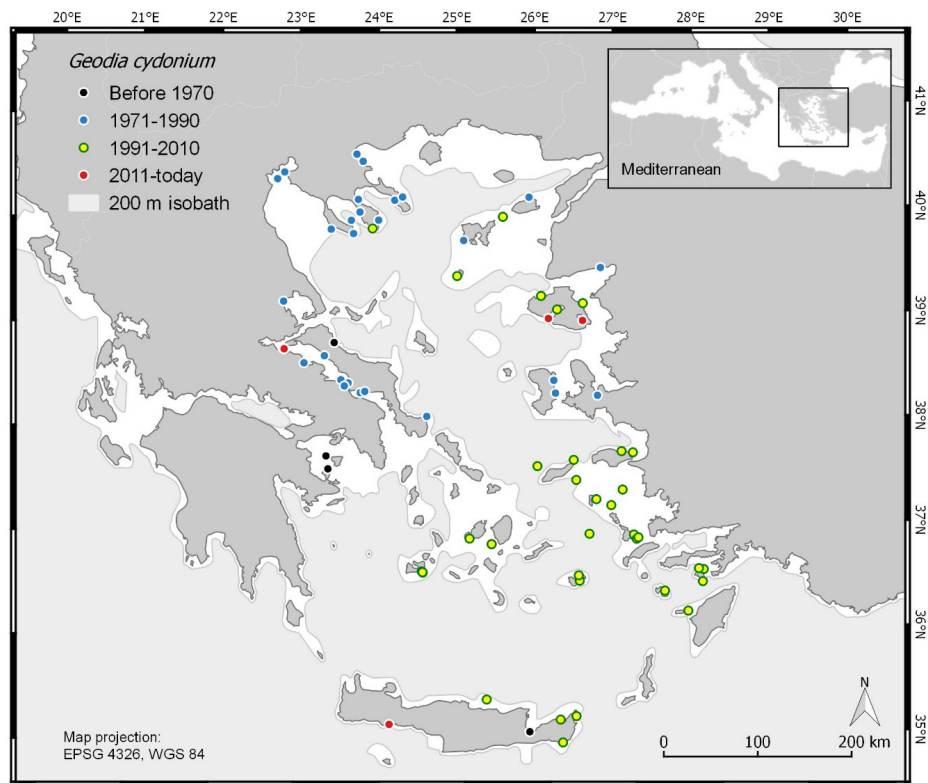 20°E 21°E 22°E 23°E 24°E 25°E 26°E 27°E 28°E 29°E 30°E
Geodia cydonium
Before 1970
1971-1990
1991-2010
2011-today
200 m isobath
Mediterranean
41°N
40°N
39°N
38°N
37°N
36°N
35°N
N
Map projection:
EPSG 4326, WGS 84
0 100 200 km